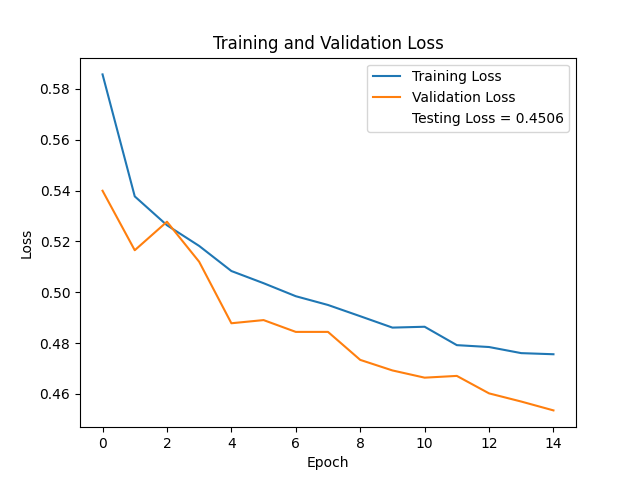 Training and Validation Loss
Training Loss
Validation Loss
Testing Loss = 0.4506
Loss
0.58
0.56
0.54
0.52
0.50
0.48
0.46
0 2 4 6 8 10 12 14
Epoch